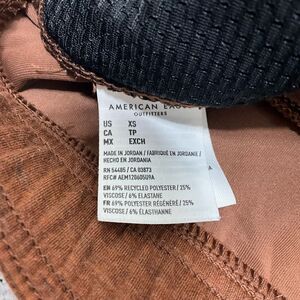 AMERICAN EAGLE
OUTFITTERS
US XS
CA TP
MX EXCH
MADE IN JORDAN / FABRIQUÉ EN JORDANIE /
HECHO EN JORDANIA
RN 54485 / CA 03873
RFC# AEM120605U9A
EN 69% RECYCLED POLYESTER / 25%
VISCOSE / 6% ELASTANE
FR 69% POLYESTER RÉGÉNÉRÉ / 25%
VISCOSE / 6% ÉLASTHANNE